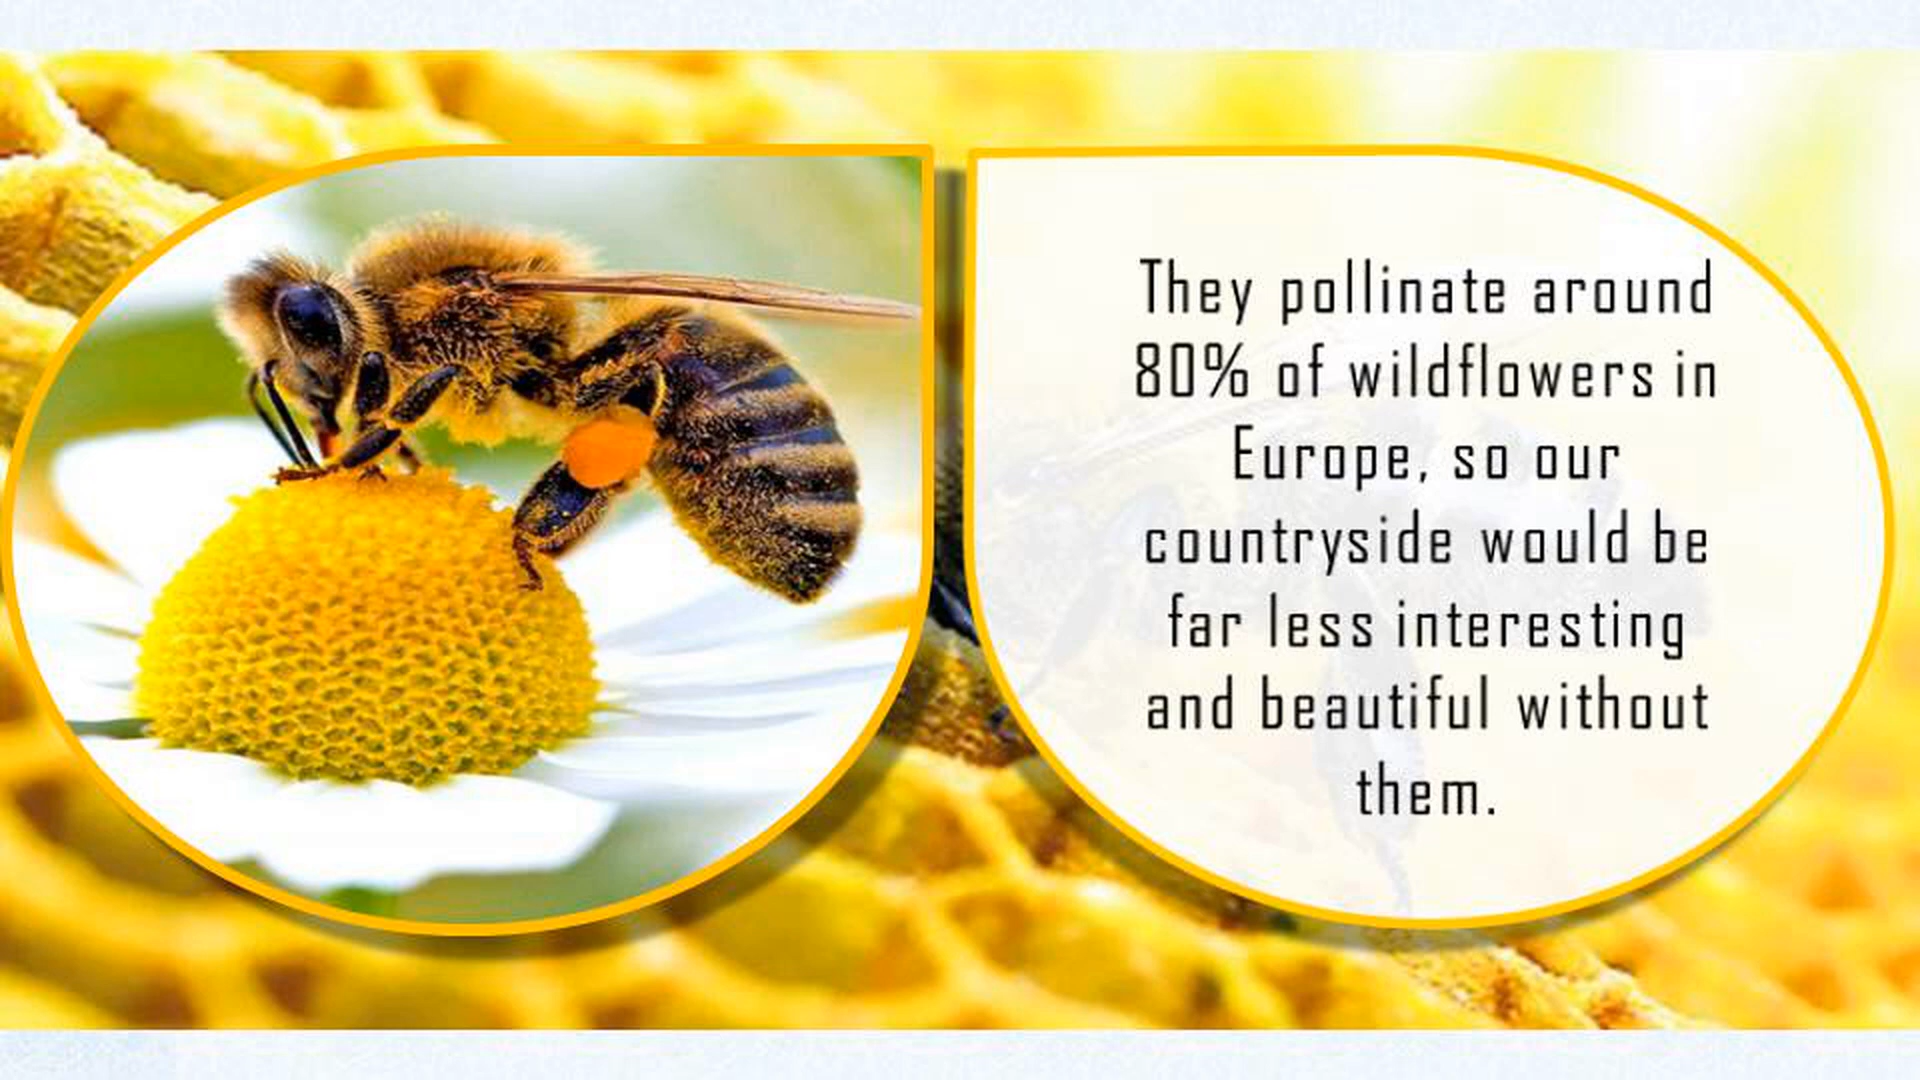 They pollinate around
80% of wildflowers in
Europe, so our
countryside would be
far less interesting
and beautiful without
them.